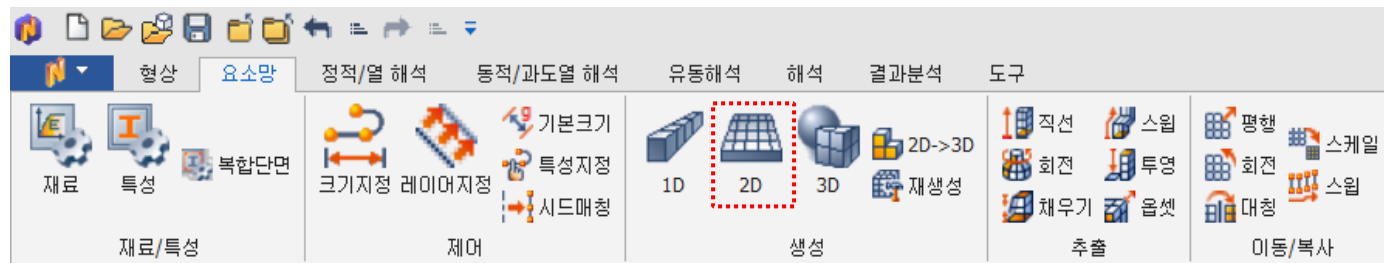 형상 요소망 정적/열 해석 동적/과도열 해석 유동해석 해석 결과분석 도구
재료 특성 복합단면
재료/특성
크기지정 레이어지정 기본크기
특성지정
시드매칭
제어
1D 2D 3D 2D->3D
재생성
생성
직선 스윕
회전 투영
채우기 옵셋
추출
평행 스케일
회전 스윕
대칭
이동/복사